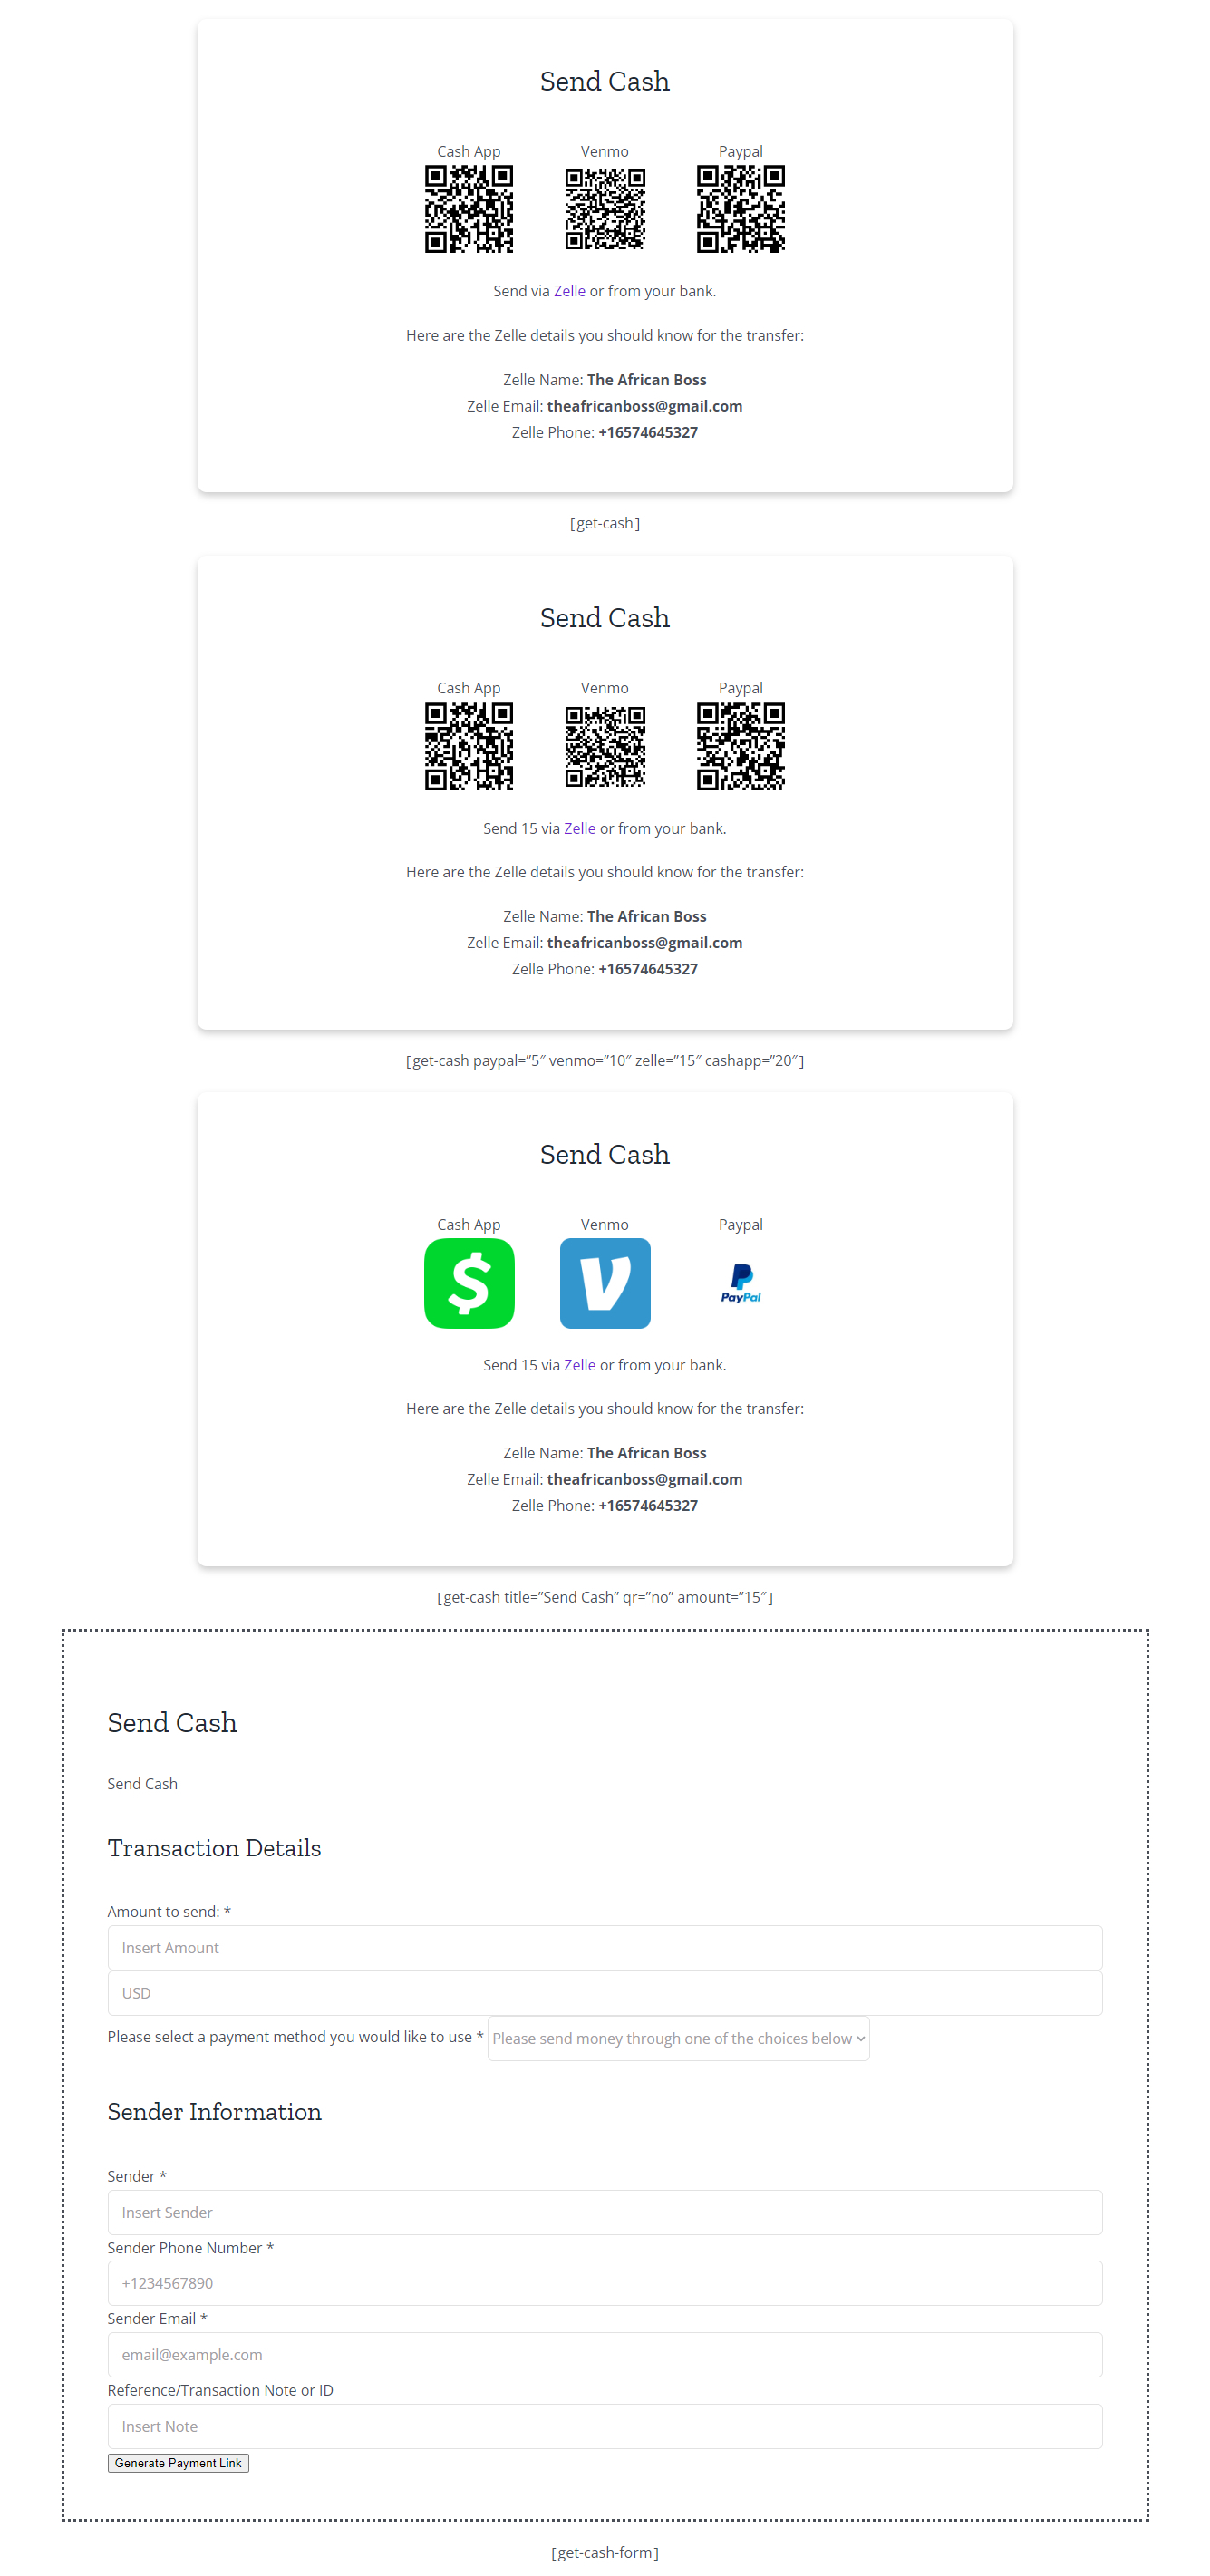 Send Cash
Cash App Venmo Paypal
Send via Zelle or from your bank.
Here are the Zelle details you should know for the transfer:
Zelle Name: The African Boss
Zelle Email: theafricanboss@gmail.com
Zelle Phone: +16574645327
[get-cash]
Send Cash
Cash App Venmo Paypal
Send 15 via Zelle or from your bank.
Here are the Zelle details you should know for the transfer:
Zelle Name: The African Boss
Zelle Email: theafricanboss@gmail.com
Zelle Phone: +16574645327
[get-cash paypal=”5″ venmo=”10″ zelle=”15″ cashapp=”20″]
Send Cash
Cash App Venmo Paypal
PayPal
Send 15 via Zelle or from your bank.
Here are the Zelle details you should know for the transfer:
Zelle Name: The African Boss
Zelle Email: theafricanboss@gmail.com
Zelle Phone: +16574645327
[get-cash title=”Send Cash” qr=”no” amount=”15″]
Send Cash
Send Cash
Transaction Details
Amount to send: *
Insert Amount
USD
Please select a payment method you would like to use * Please send money through one of the choices below
Sender Information
Sender *
Insert Sender
Sender Phone Number *
+1234567890
Sender Email *
email@example.com
Reference/Transaction Note or ID
Insert Note
Generate Payment Link
[get-cash-form]